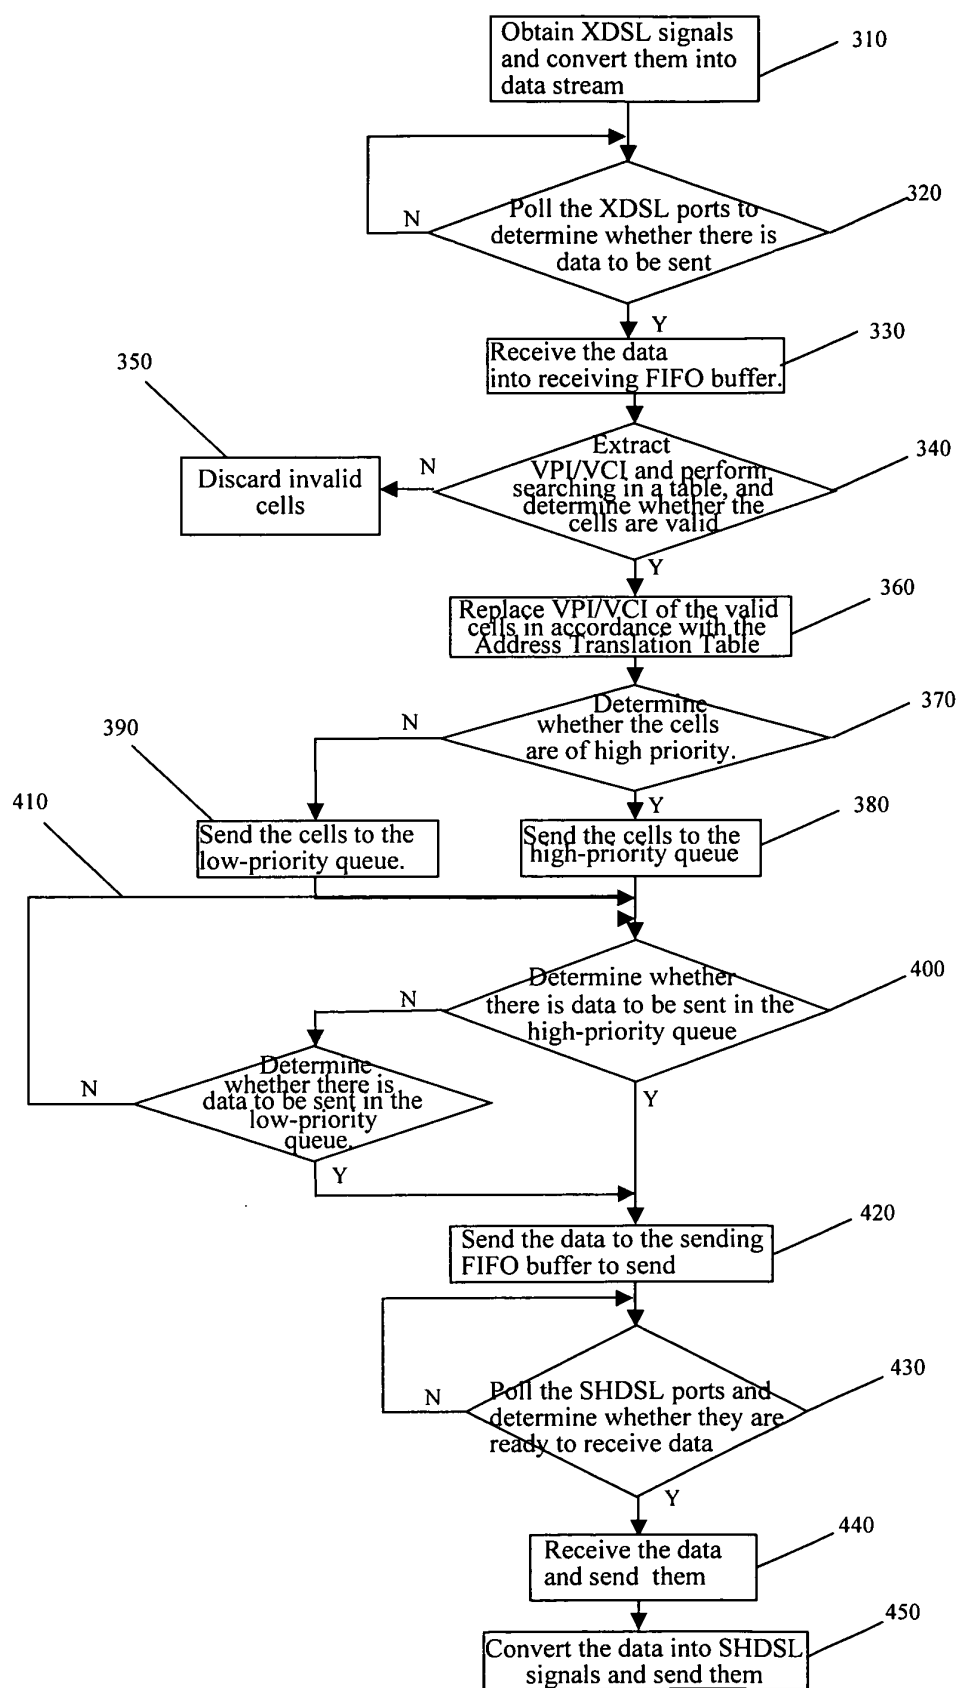 Obtain XDSL signals
and convert them into
data stream
310
Poll the XDSL ports to
determine whether there is
data to be sent
320
N
Y
Receive the data
into receiving FIFO buffer.
330
350
Extract
VPI/VCI and perform
searching in a table, and
determine whether the
cells are valid
340
N
Discard invalid
cells
Y
Replace VPI/VCI of the valid
cells in accordance with the
Address Translation Table
360
Determine
whether the cells
are of high priority.
370
N
390
Y
380
410
Send the cells to the
low-priority queue.
Send the cells to the
high-priority queue
Determine whether
there is data to be sent in the
high-priority queue
400
N
Determine
whether there is
data to be sent in the
low-priority
queue.
N
Y
Y
420
Send the data to the sending
FIFO buffer to send
Poll the SHDSL ports and
determine whether they are
ready to receive data
430
N
Y
Receive the data
and send them
440
450
Convert the data into SHDSL
signals and send them